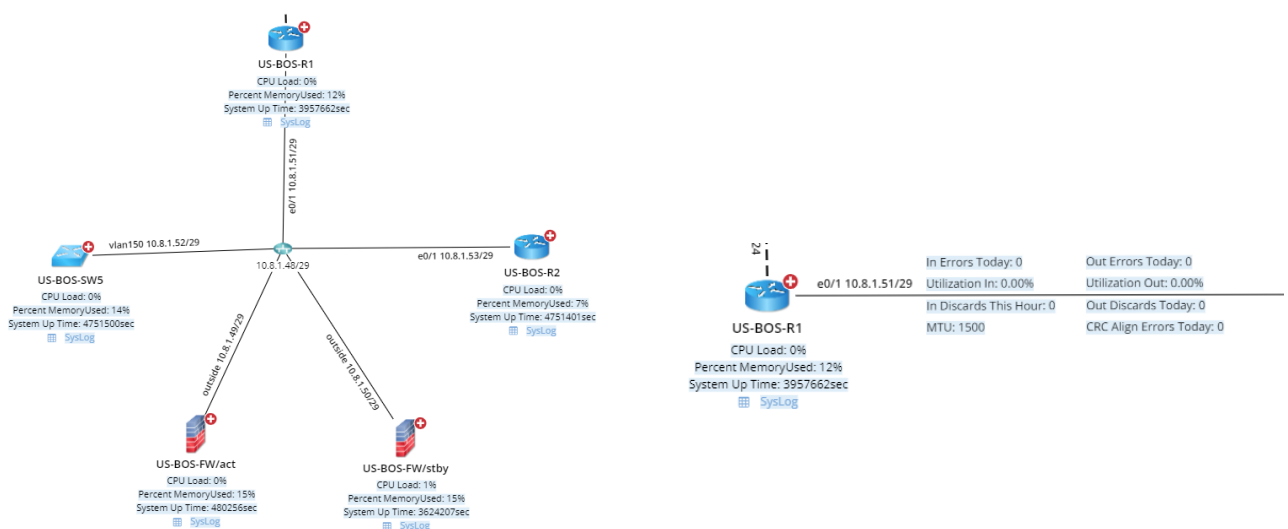 US-BOS-R1
CPU Load: 0%
Percent MemoryUsed: 12%
System Up Time: 3957662sec
SysLog
e0/1 10.8.1.51/29
vlan150 10.8.1.52/29
10.8.1.48/29
e0/1 10.8.1.53/29
US-BOS-SW5
CPU Load: 0%
Percent MemoryUsed: 14%
System Up Time: 4751500sec
SysLog
US-BOS-R2
CPU Load: 0%
Percent MemoryUsed: 7%
System Up Time: 4751401sec
SysLog
outside 10.8.1.49/29
outside 10.8.1.50/29
US-BOS-FW/act
CPU Load: 0%
Percent MemoryUsed: 15%
System Up Time: 480256sec
SysLog
US-BOS-FW/stby
CPU Load: 1%
Percent MemoryUsed: 15%
System Up Time: 3624207sec
SysLog
24
e0/1 10.8.1.51/29
In Errors Today: 0
Out Errors Today: 0
Utilization In: 0.00%
Utilization Out: 0.00%
In Discards This Hour: 0
Out Discards Today: 0
MTU: 1500
CRC Align Errors Today: 0
US-BOS-R1
CPU Load: 0%
Percent MemoryUsed: 12%
System Up Time: 3957662sec
SysLog